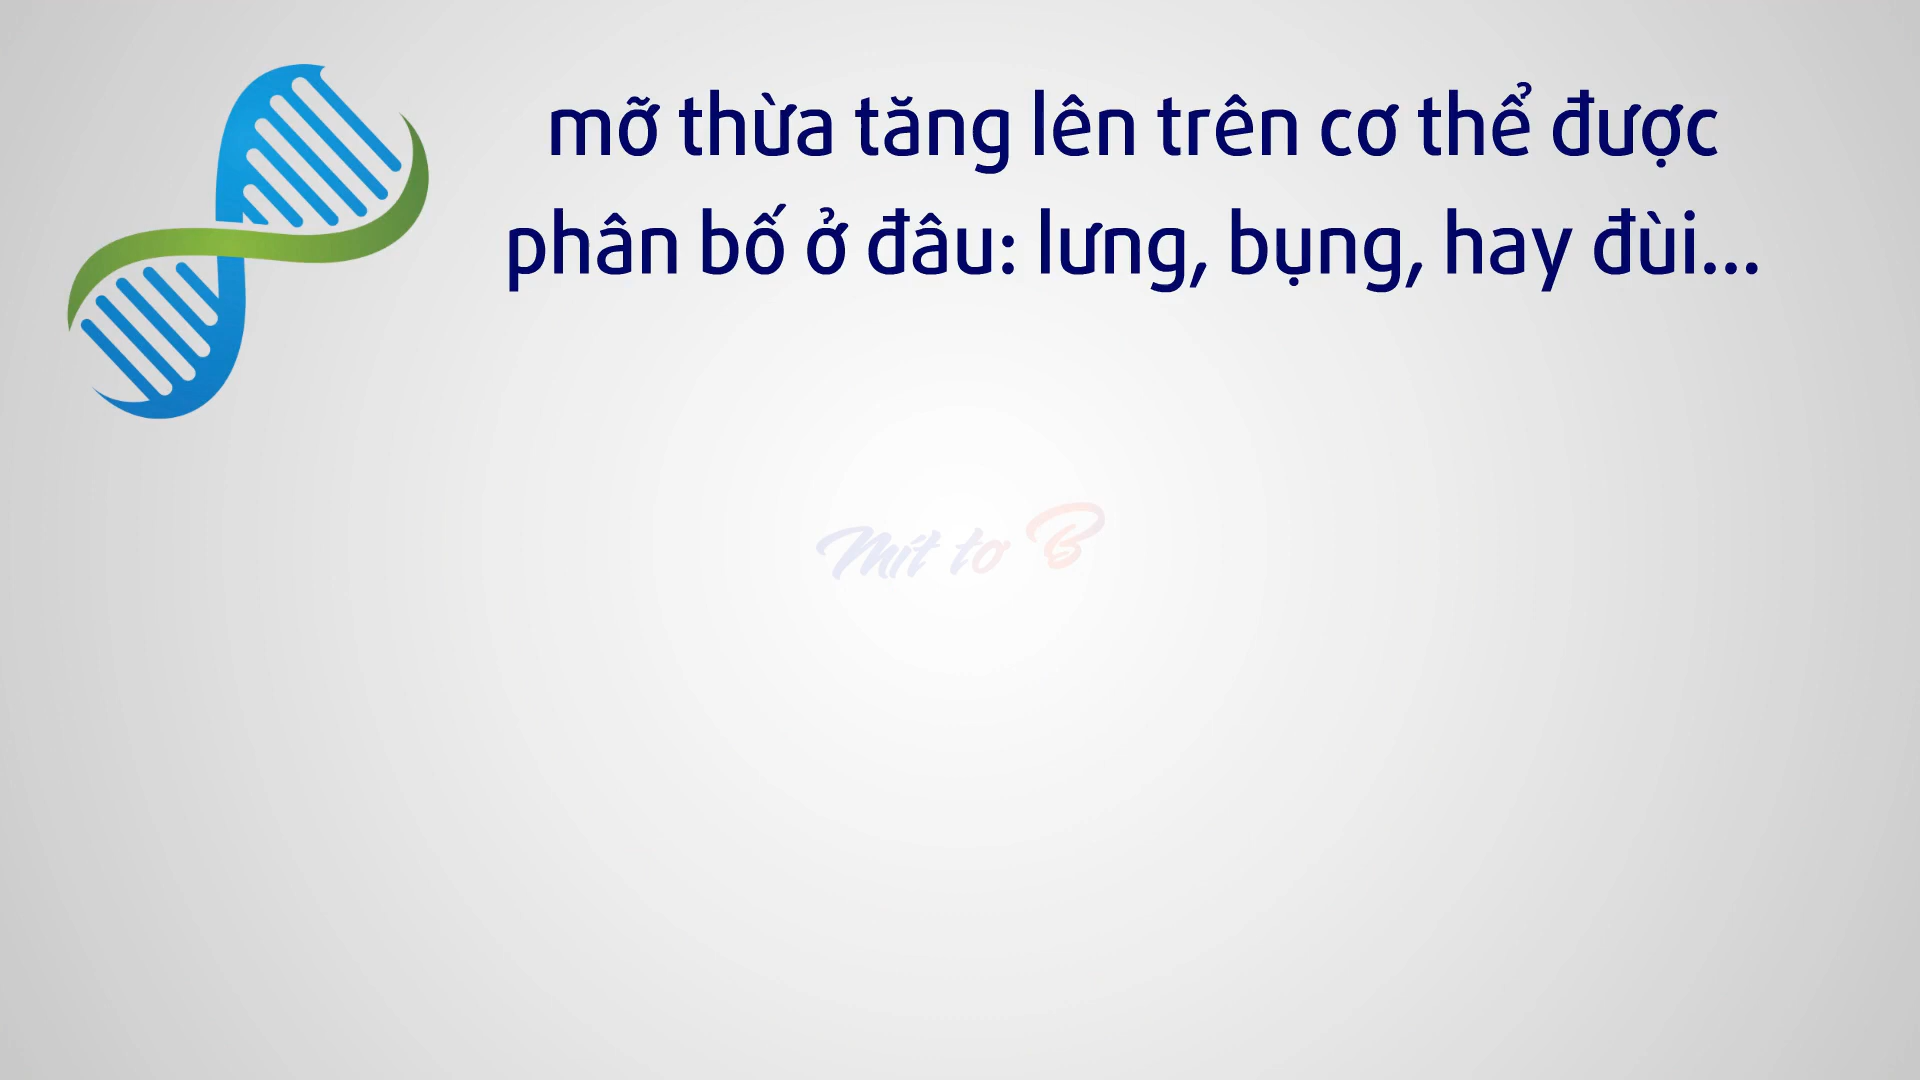 mỡ thừa tăng lên trên cơ thể được
phân bố ở đâu: lưng, bụng, hay đùi...
Mít tơ B